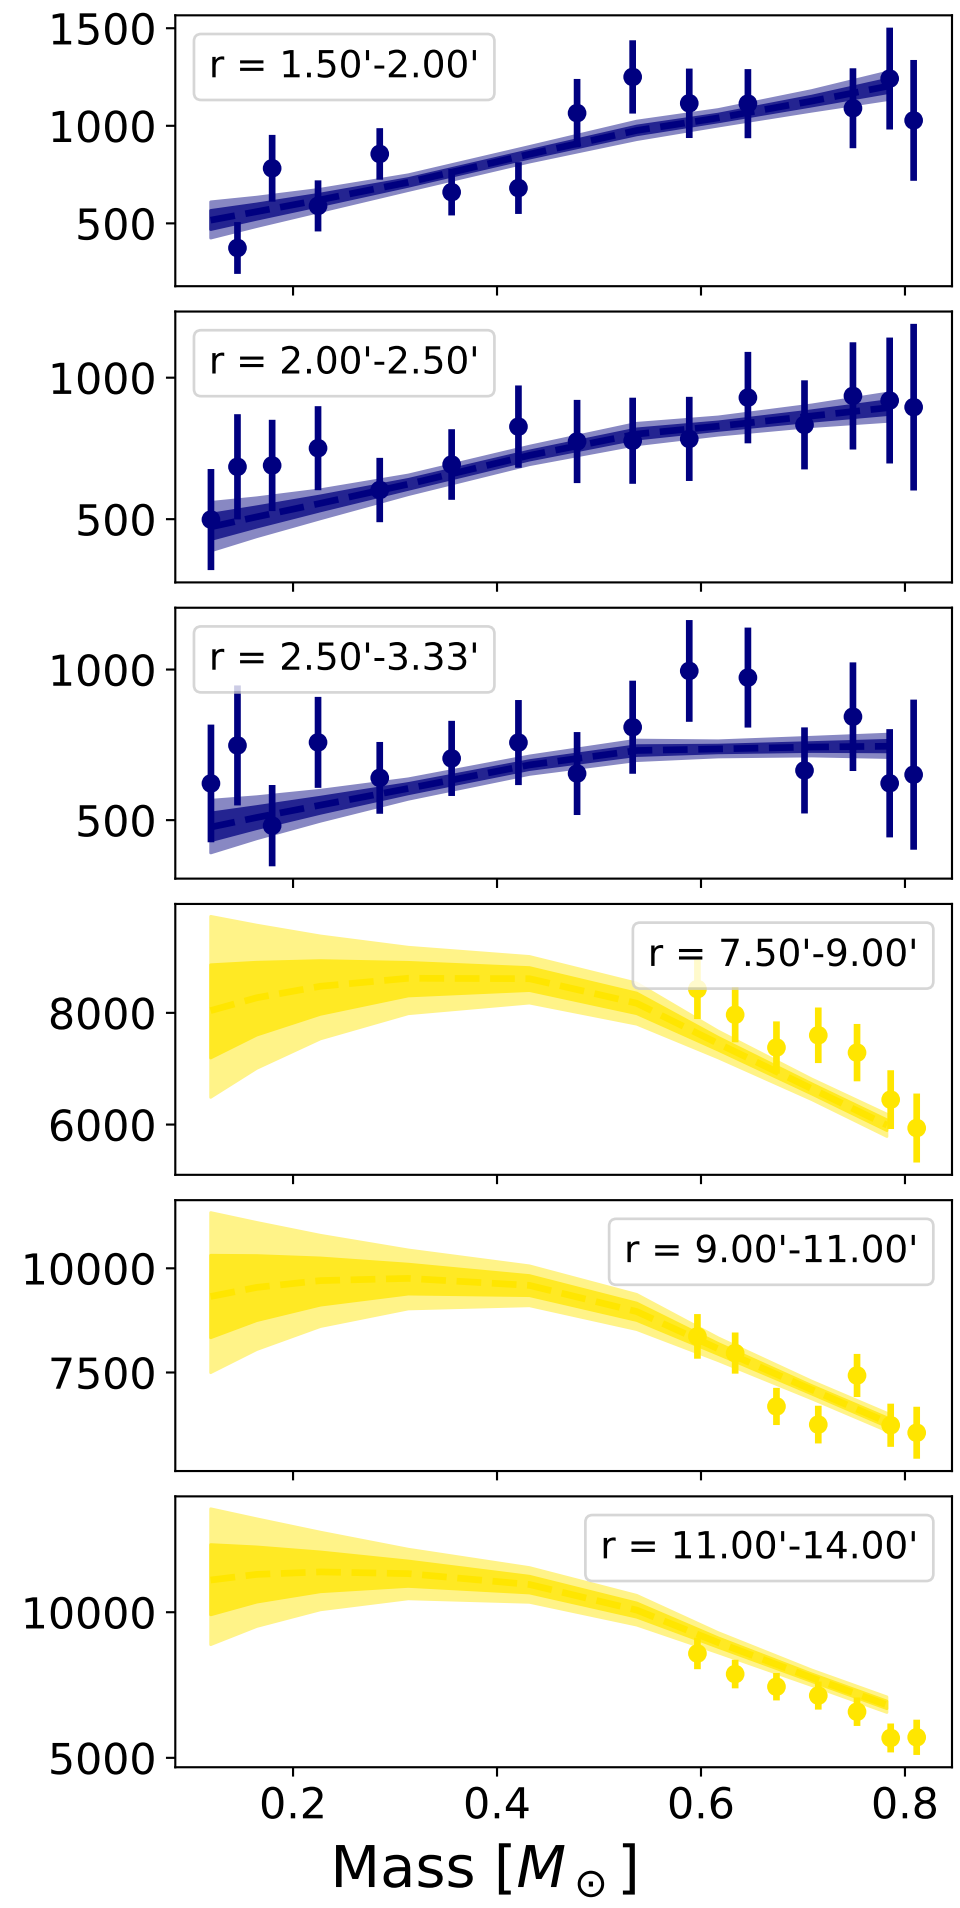 1500
r = 1.50'-2.00'
1000
500
r = 2.00'-2.50'
1000
500
r = 2.50'-3.33'
1000
500
r = 7.50'-9.00'
8000
6000
r = 9.00'-11.00'
10000
7500
r = 11.00'-14.00'
10000
5000
0.2 0.4 0.6 0.8
Mass [M⊙]